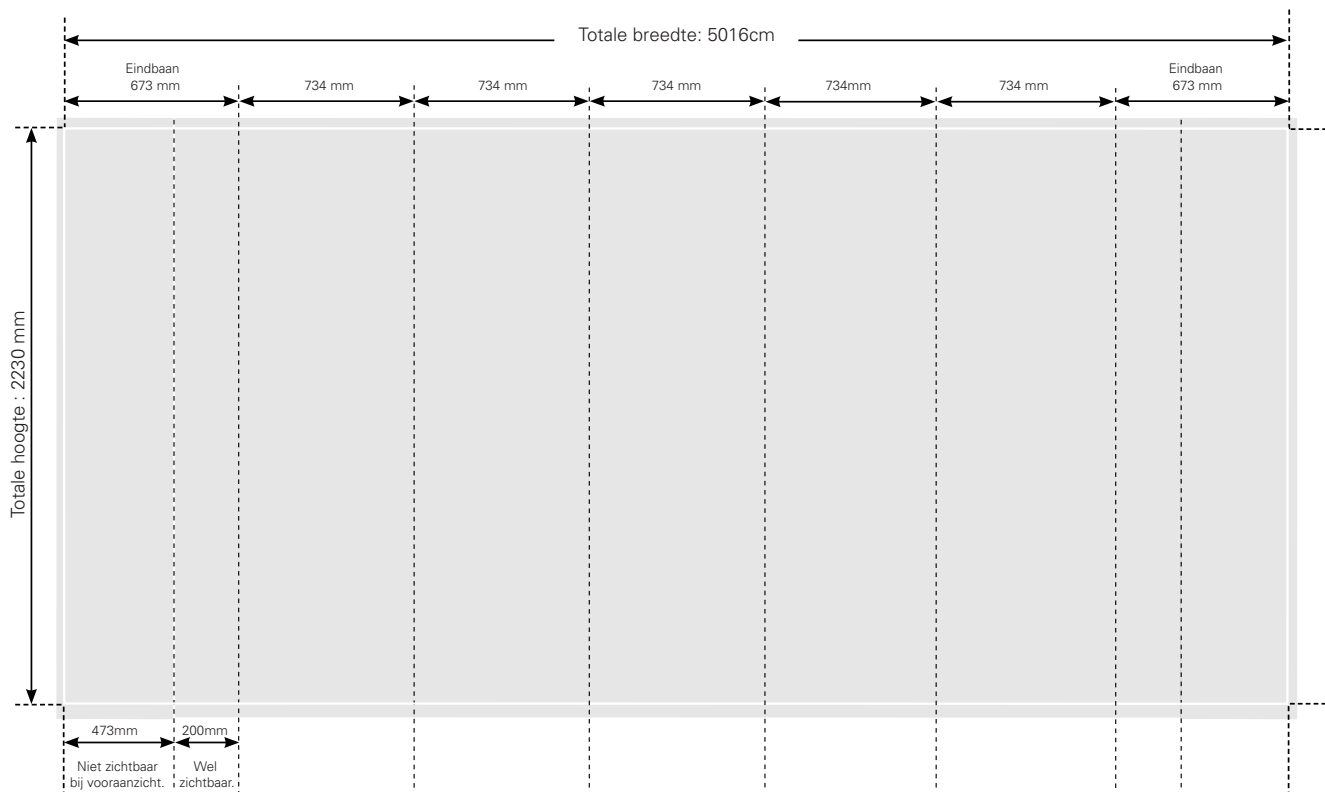 Totale breedte: 5016cm
Eindbaan
673 mm
734 mm
734 mm
734 mm
734mm
734 mm
Eindbaan
673 mm
Totale hoogte : 2230 mm
473mm
200mm
Niet zichtbaar
bij vooraanzicht.
Wel
zichtbaar.